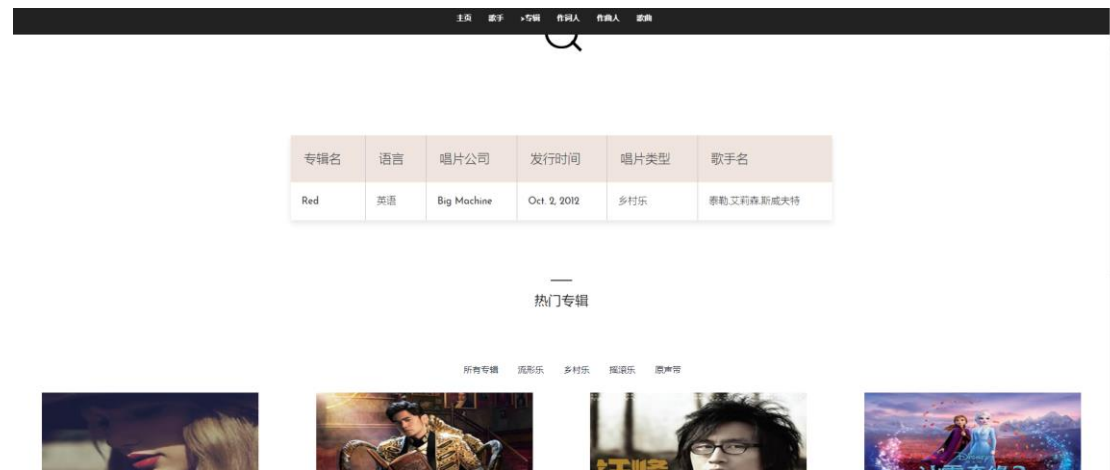 主页 歌手 >专辑 作词人 作曲人 歌曲
专辑名 语言 唱片公司 发行时间 唱片类型 歌手名
Red 英语 Big Machine Oct. 2, 2012 乡村乐 泰勒.艾莉森.斯威夫特
热门专辑
所有专辑 流形乐 乡村乐 摇滚乐 原声带